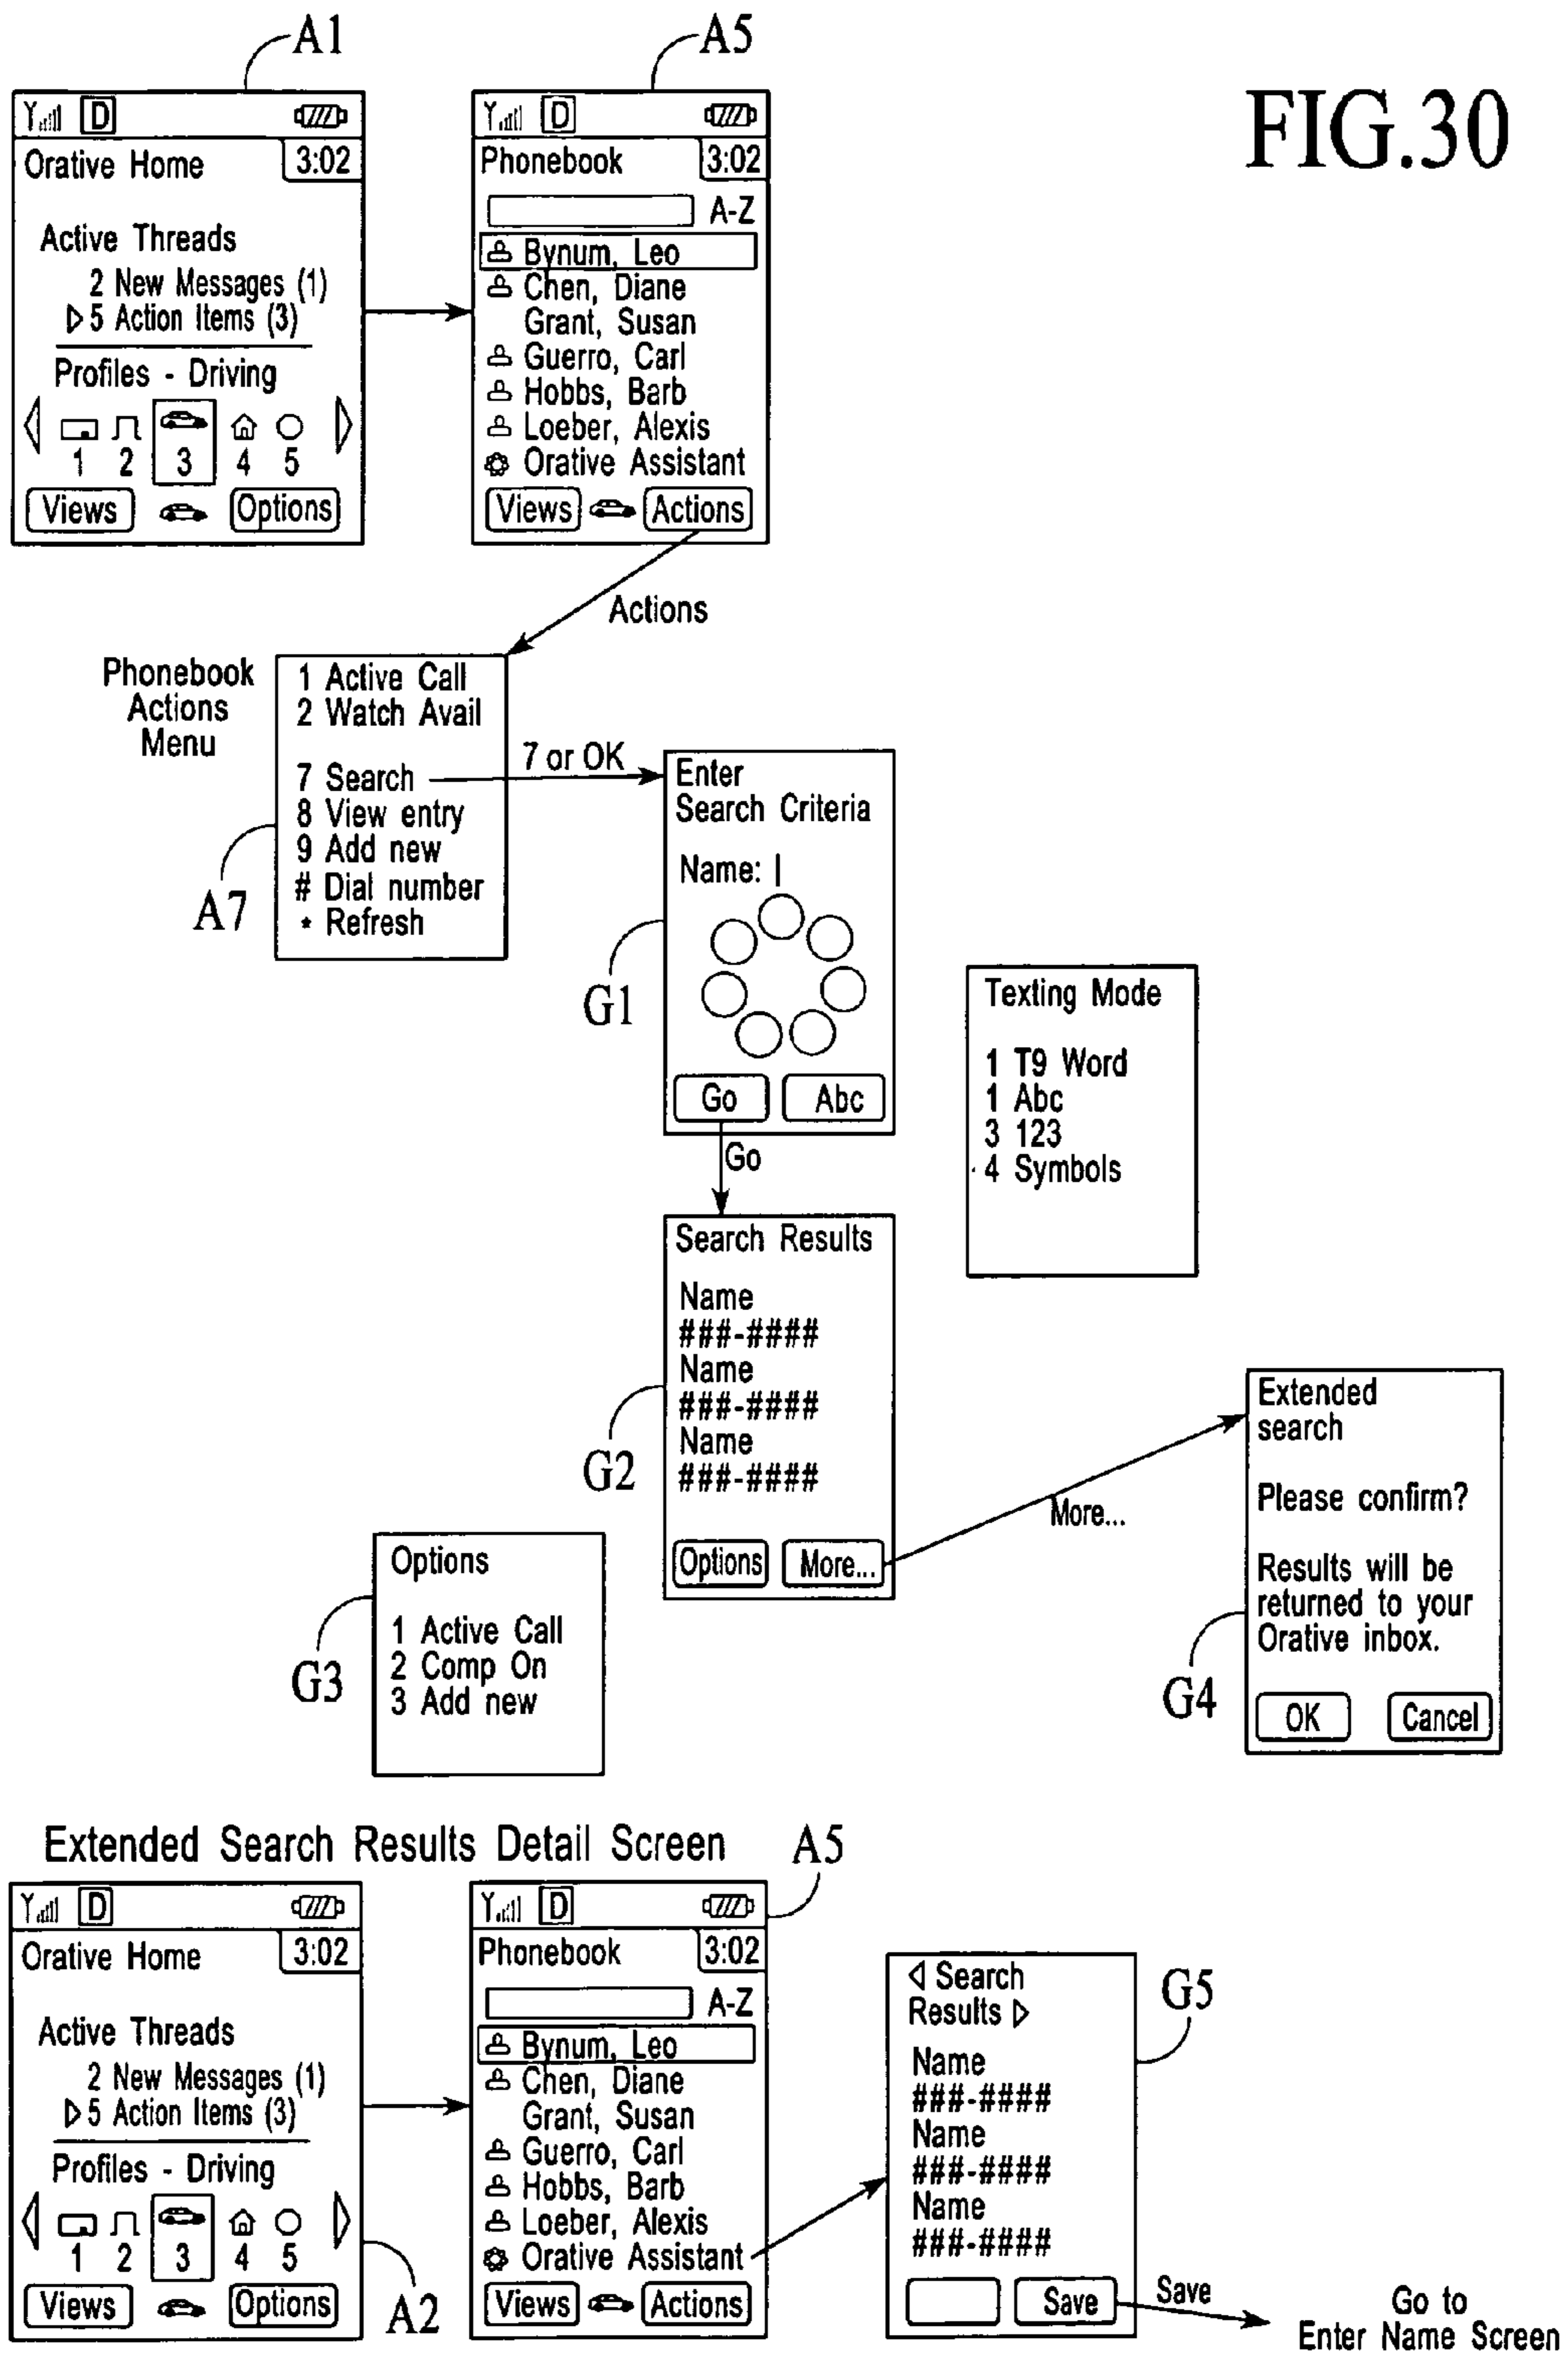 FIG.30
A1
D
Orative Home
3:02
Active Threads
2 New Messages (1)
5 Action Items (3)
Profiles - Driving
1 2 3 4 5
Views
Options
A5
D
Phonebook
3:02
A-Z
Bynum, Leo
Chen, Diane
Grant, Susan
Guerro, Carl
Hobbs, Barb
Loeber, Alexis
Orative Assistant
Views
Actions
Actions
Phonebook
Actions
Menu
1 Active Call
2 Watch Avail
7 Search
8 View entry
9 Add new
# Dial number
* Refresh
A7
7 or OK
Enter
Search Criteria
Name: |
G1
Go
Abc
Go
Texting Mode
1 T9 Word
1 Abc
3 123
4 Symbols
Search Results
Name
###-####
Name
###-####
Name
###-####
G2
Options
More...
More...
Options
1 Active Call
2 Comp On
3 Add new
G3
Extended
search
Please confirm?
Results will be
returned to your
Orative inbox.
OK
Cancel
G4
Extended Search Results Detail Screen
D
Orative Home
3:02
Active Threads
2 New Messages (1)
5 Action Items (3)
Profiles - Driving
1 2 3 4 5
Views
Options
A2
A5
D
Phonebook
3:02
A-Z
Bynum, Leo
Chen, Diane
Grant, Susan
Guerro, Carl
Hobbs, Barb
Loeber, Alexis
Orative Assistant
Views
Actions
Search
Results
Name
###-####
Name
###-####
Name
###-####
G5
Save
Save
Go to
Enter Name Screen